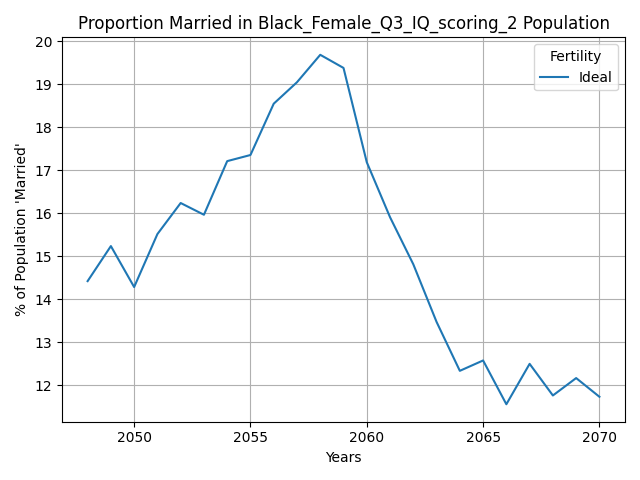 Proportion Married in Black_Female_Q3_IQ_scoring_2 Population
Fertility
Ideal
% of Population 'Married'
20
19
18
17
16
15
14
13
12
2050 2055 2060 2065 2070
Years